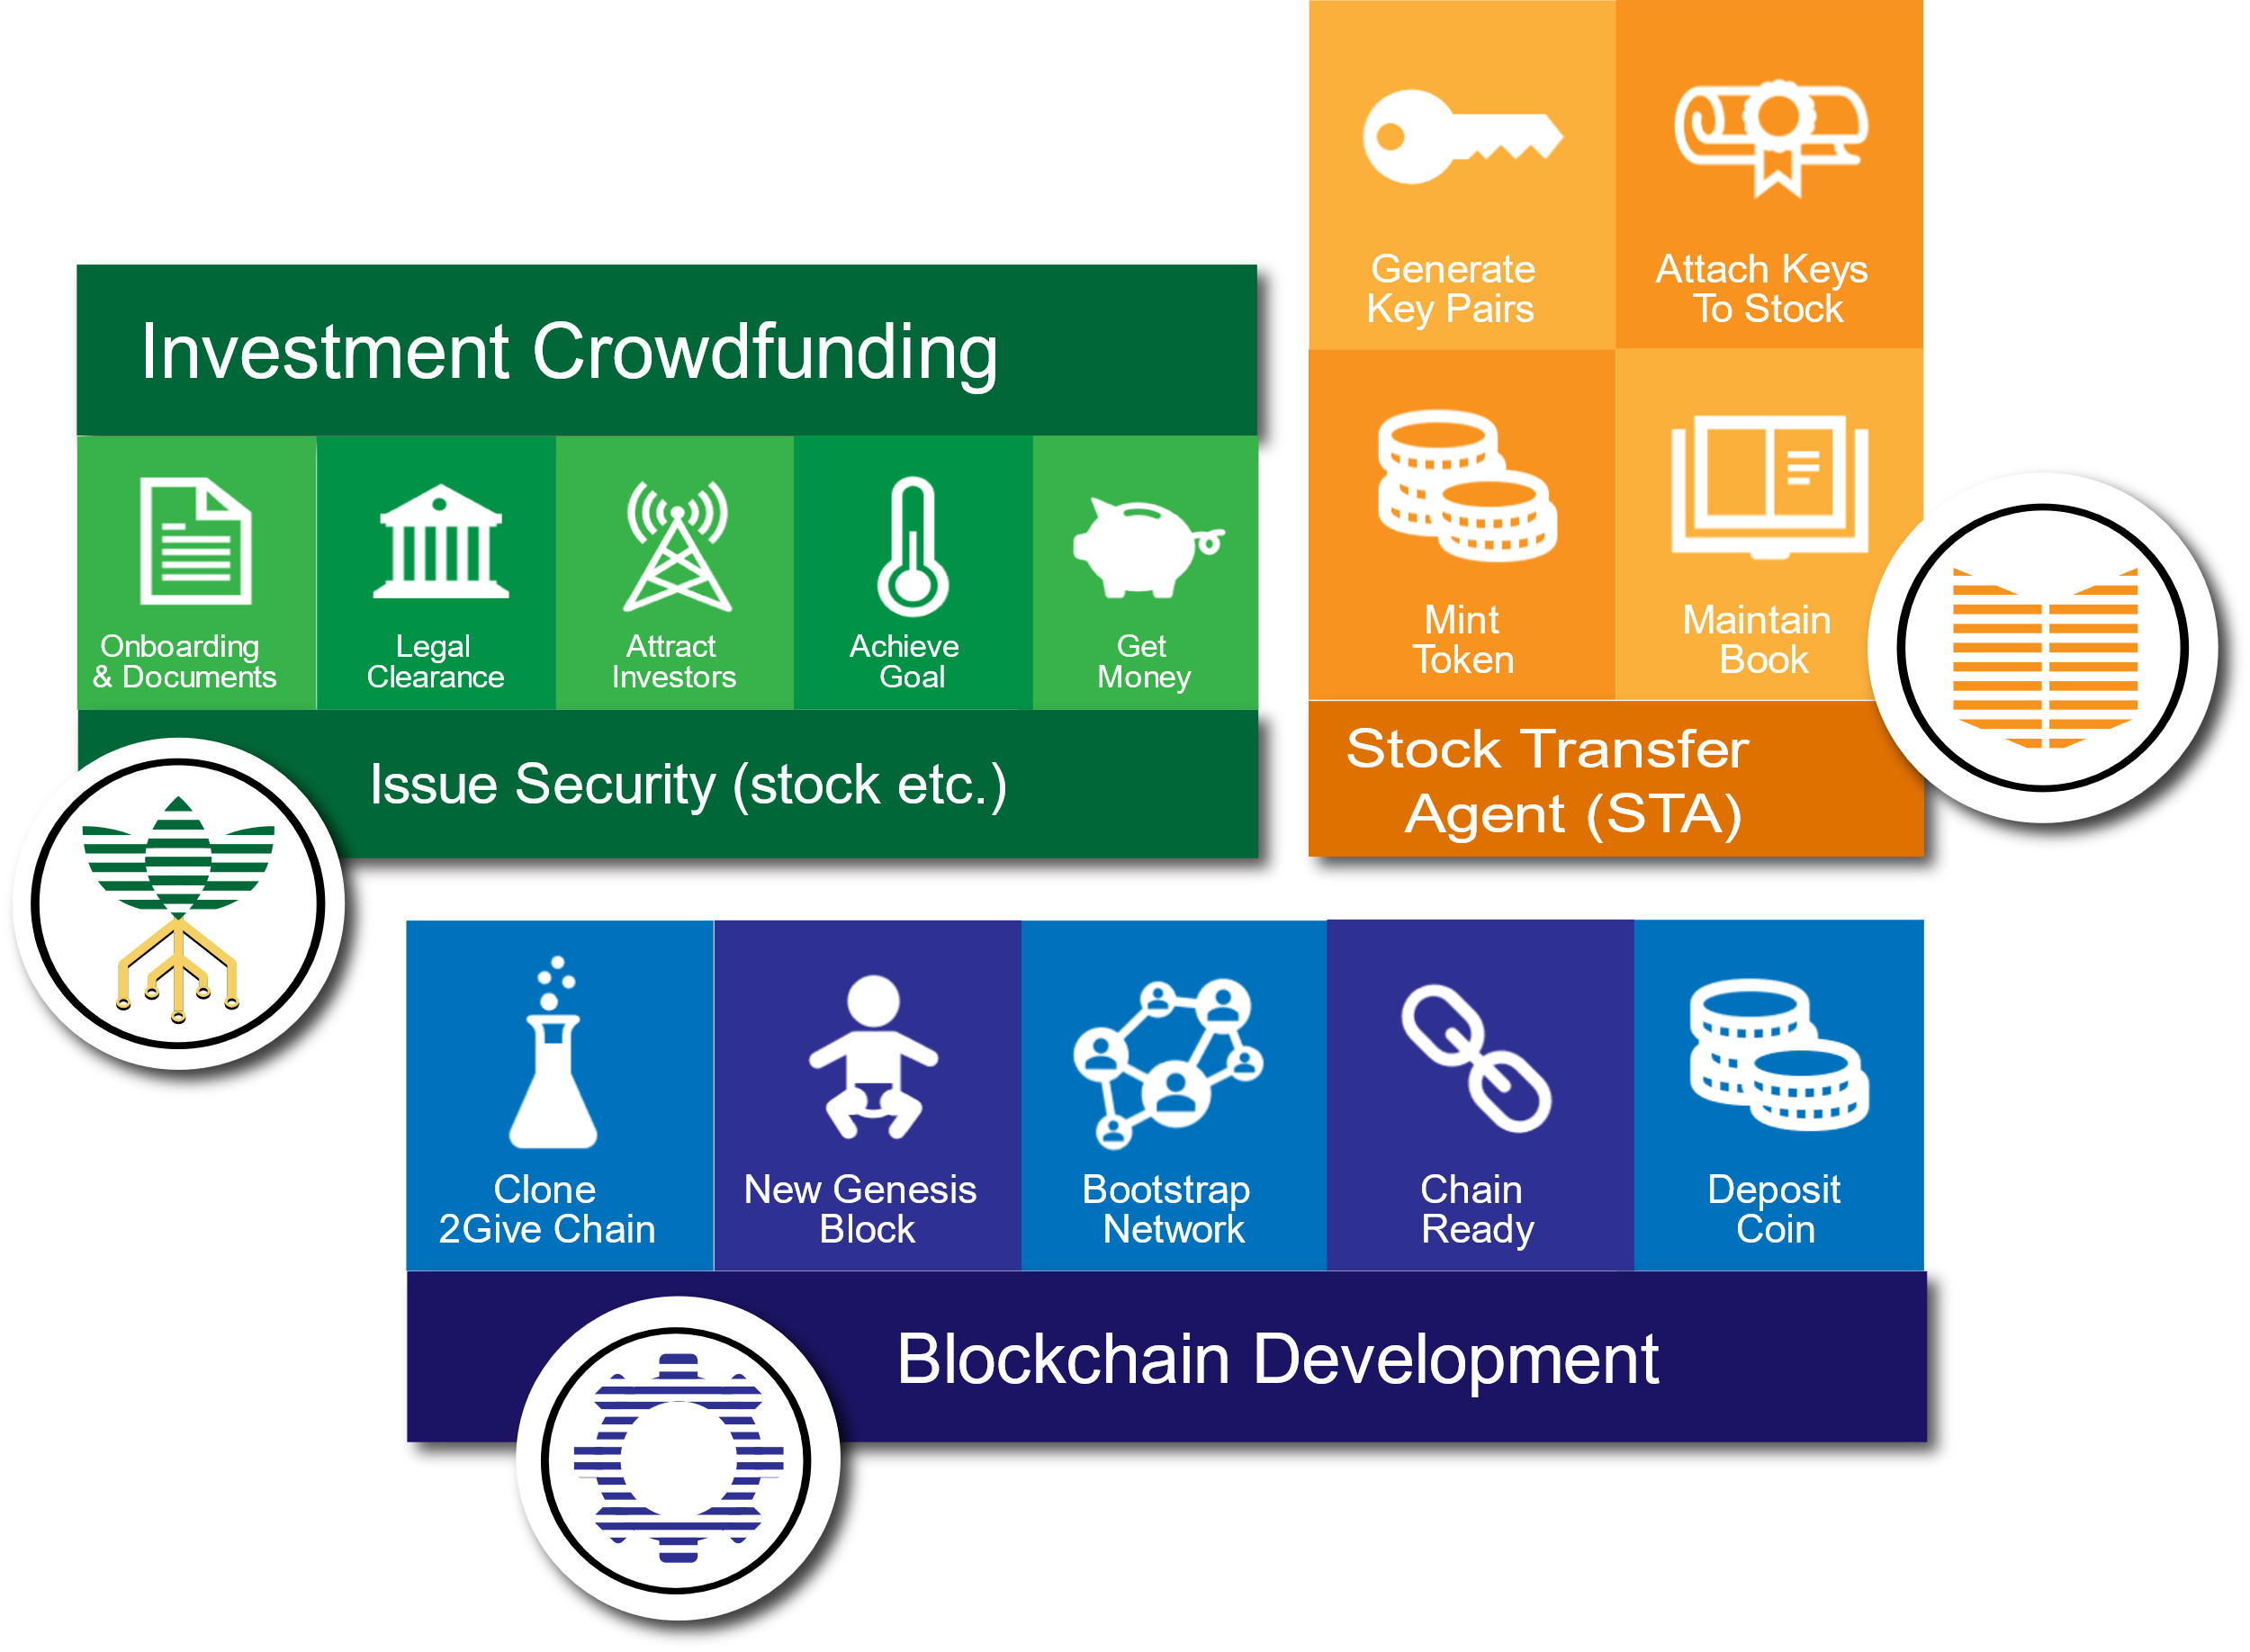 Investment Crowdfunding
Onboarding
& Documents
Legal
Clearance
Attract
Investors
Achieve
Goal
Get
Money
Issue Security (stock etc.)
Generate
Key Pairs
Attach Keys
To Stock
Mint
Token
Maintain
Book
Stock Transfer
Agent (STA)
Clone
2Give Chain
New Genesis
Block
Bootstrap
Network
Chain
Ready
Deposit
Coin
Blockchain Development